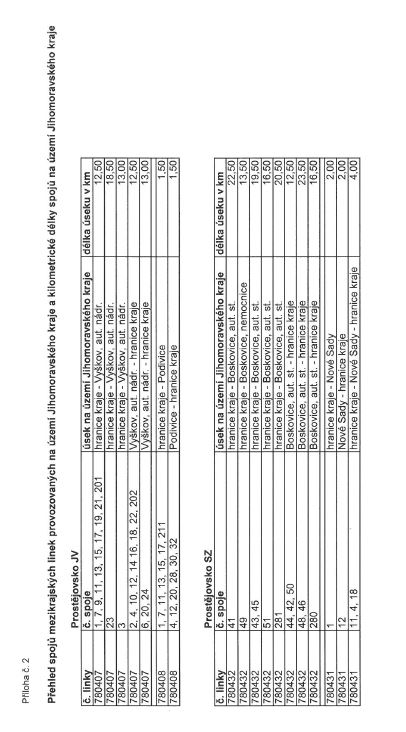 Příloha č. 2
Přehled spojů mezikrajských linek provozovaných na území Jihomoravského kraje a kilometrické délky spojů na území Jihomoravského kraje
Prostějovsko JV
č. linky č. spoje úsek na území Jihomoravského kraje délka úseku v km
780407 1, 7, 9, 11, 13, 15, 17, 19, 21, 201 hranice kraje - Vyškov, aut. nádr. 12,50
780407 23 hranice kraje - Vyškov, aut. nádr. 18,50
780407 3 hranice kraje - Vyškov, aut. nádr. 13,00
780407 2, 4, 10, 12, 14 16, 18, 22, 202 Vyškov, aut. nádr. - hranice kraje 12,50
780407 6, 20, 24 Vyškov, aut. nádr. - hranice kraje 13,00
780408 1, 7, 11, 13, 15, 17, 211 hranice kraje - Podivice 1,50
780408 4, 12, 20, 28, 30, 32 Podivice - hranice kraje 1,50
Prostějovsko SZ
č. linky č. spoje úsek na území Jihomoravského kraje délka úseku v km
780432 41 hranice kraje - Boskovice, aut. st. 22,50
780432 49 hranice kraje - Boskovice, nemocnice 13,50
780432 43, 45 hranice kraje - Boskovice, aut. st. 19,50
780432 51 hranice kraje - Boskovice, aut. st. 16,50
780432 281 hranice kraje - Boskovice, aut. st. 20,50
780432 44, 42, 50 Boskovice, aut. st. - hranice kraje 12,50
780432 48, 46 Boskovice, aut. st. - hranice kraje 23,50
780432 280 Boskovice, aut. st. - hranice kraje 16,50
780431 1 hranice kraje - Nové Sady 2,00
780431 12 Nové Sady - hranice kraje 2,00
780431 11, 4, 18 hranice kraje - Nové Sady - hranice kraje 4,00